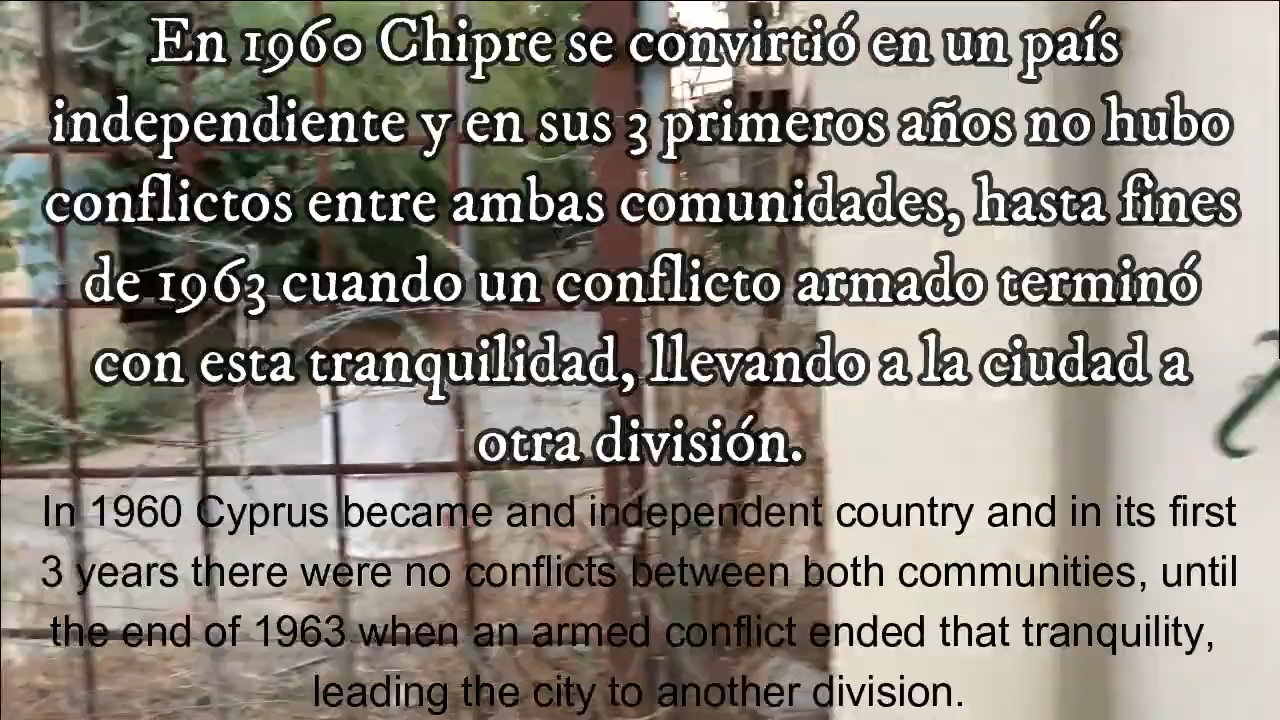 En 1960 Chipre se convirtió en un país
independiente y en sus 3 primeros años no hubo
conflictos entre ambas comunidades, hasta fines
de 1963 cuando un conflicto armado terminó
con esta tranquilidad, llevando a la ciudad a
otra división.
In 1960 Cyprus became and independent country and in its first
3 years there were no conflicts between both communities, until
the end of 1963 when an armed conflict ended that tranquility,
leading the city to another division.